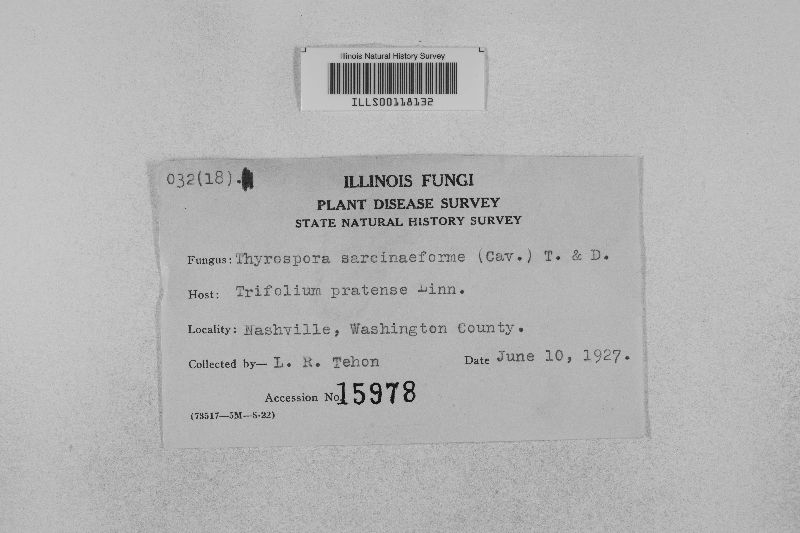 Illinois Natural History Survey
ILLS00118132
032(18).
ILLINOIS FUNGI
PLANT DISEASE SURVEY
STATE NATURAL HISTORY SURVEY
Fungus: Thyrospora sarcinaeforme (Cav.) T. & D.
Host: Trifolium pratense Linn.
Locality: Nashville, Washington County.
Collected by— L. R. Tehon Date June 10, 1927.
Accession No. 15978
(73517—5M—8-22)